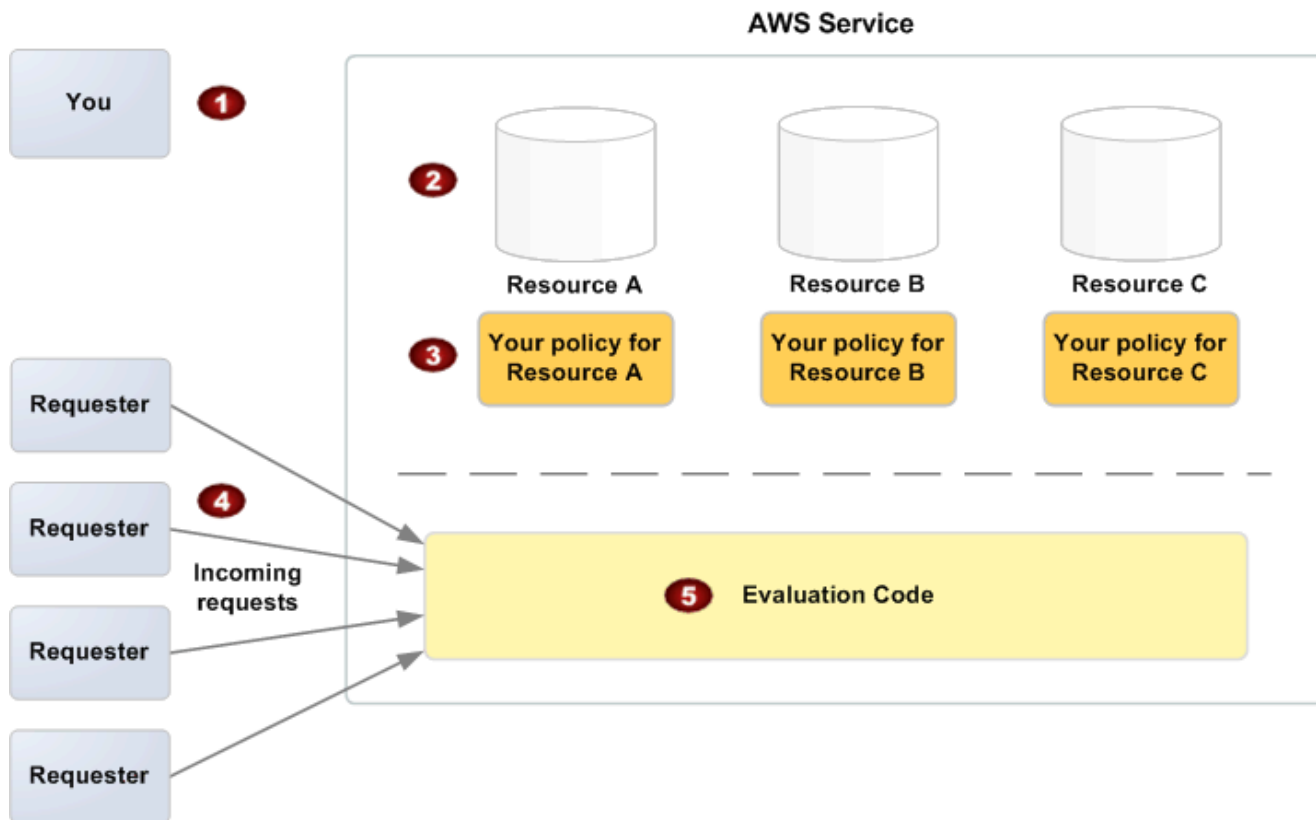 AWS Service
You
1
2
Resource A
Resource B
Resource C
3
Your policy for
Resource A
Your policy for
Resource B
Your policy for
Resource C
Requester
Requester
Requester
Requester
4
Incoming
requests
5
Evaluation Code